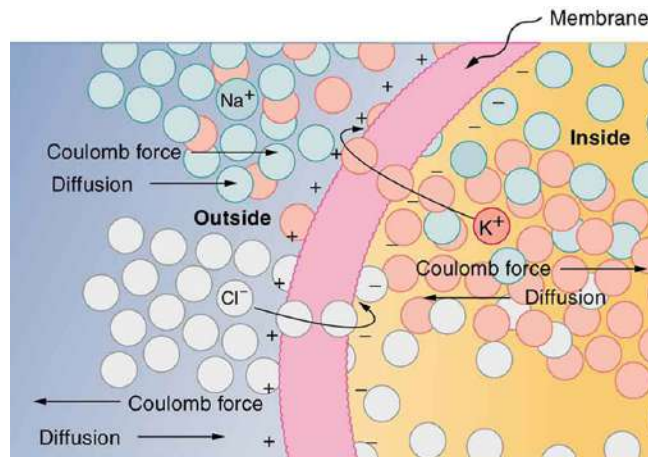 Membrane
Na+
Inside
Coulomb force
Diffusion
Outside
K+
Coulomb force
Cl−
Diffusion
Coulomb force
Diffusion